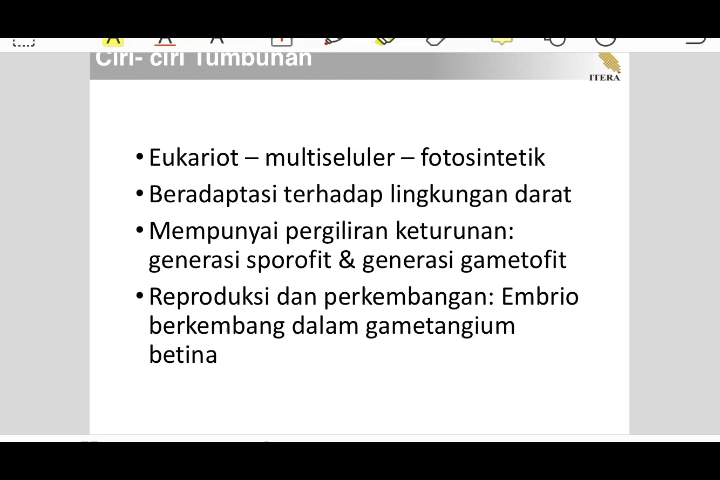 Ciri- ciri Tumbuhan
ITERA
• Eukariot – multiseluler – fotosintetik
• Beradaptasi terhadap lingkungan darat
• Mempunyai pergiliran keturunan:
generasi sporofit & generasi gametofit
• Reproduksi dan perkembangan: Embrio
berkembang dalam gametangium
betina